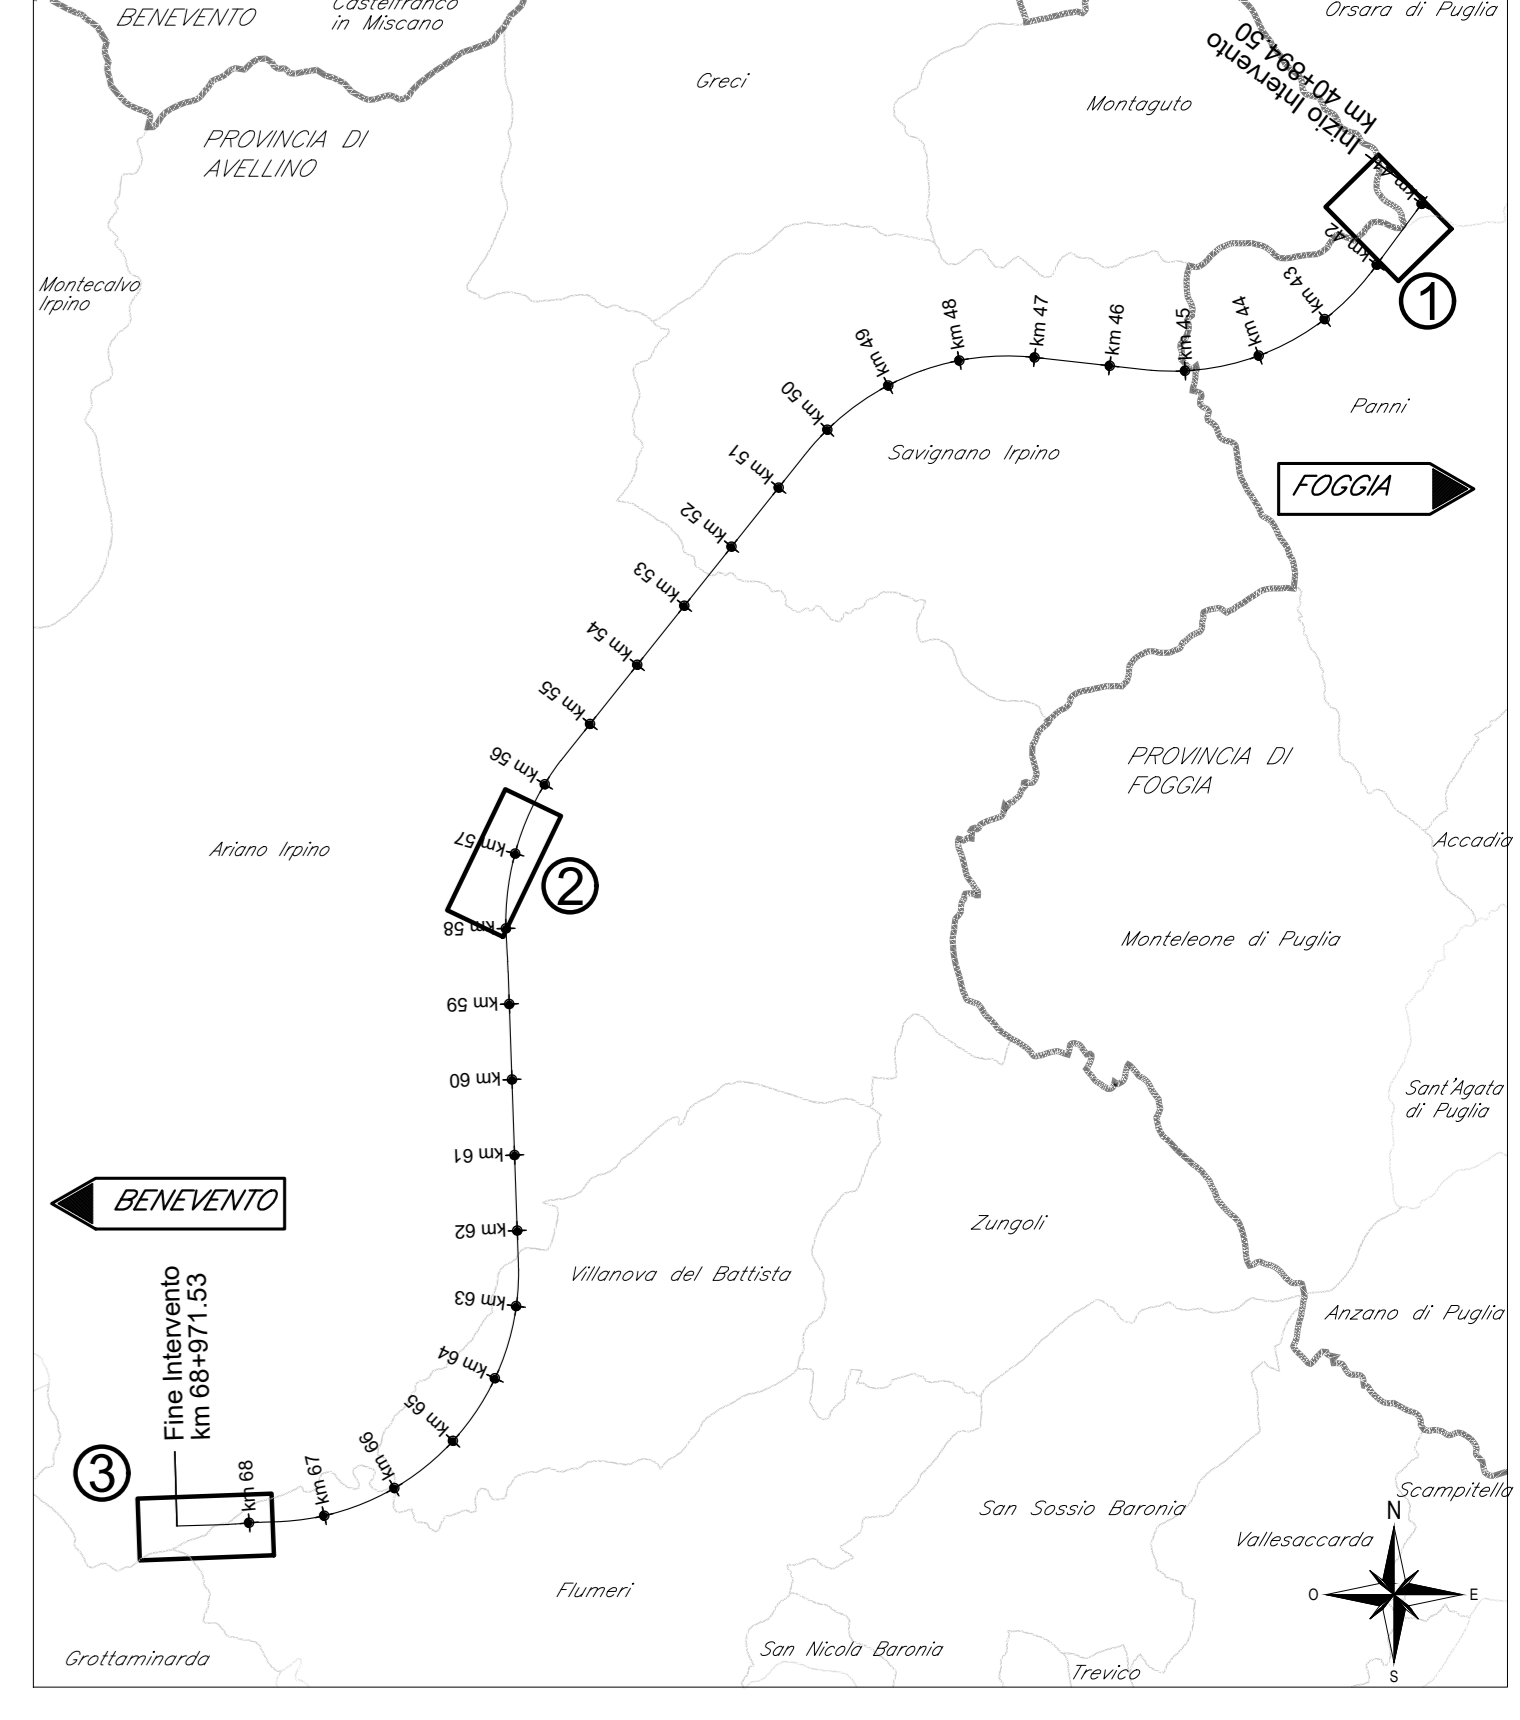 BENEVENTO
Castelfranco
in Miscano
Orsara di Puglia
Greci
Montaguto
PROVINCIA DI
AVELLINO
Inizio Intervento
km 40+894.50
km 41
km 42
km 43
km 44
km 45
km 46
km 47
km 48
km 49
km 50
km 51
km 52
km 53
km 54
km 55
km 56
km 57
km 58
km 59
km 60
km 61
km 62
km 63
km 64
km 65
km 66
km 67
km 68
1
Montecalvo
Irpino
Panni
Savignano Irpino
FOGGIA
PROVINCIA DI
FOGGIA
Accadia
Ariano Irpino
2
Monteleone di Puglia
Sant'Agata
di Puglia
BENEVENTO
Zungoli
Villanova del Battista
Anzano di Puglia
Fine Intervento
km 68+971.53
3
Scampitella
San Sossio Baronia
Vallesaccarda
N
O
E
S
Flumeri
San Nicola Baronia
Grottaminarda
Trevico